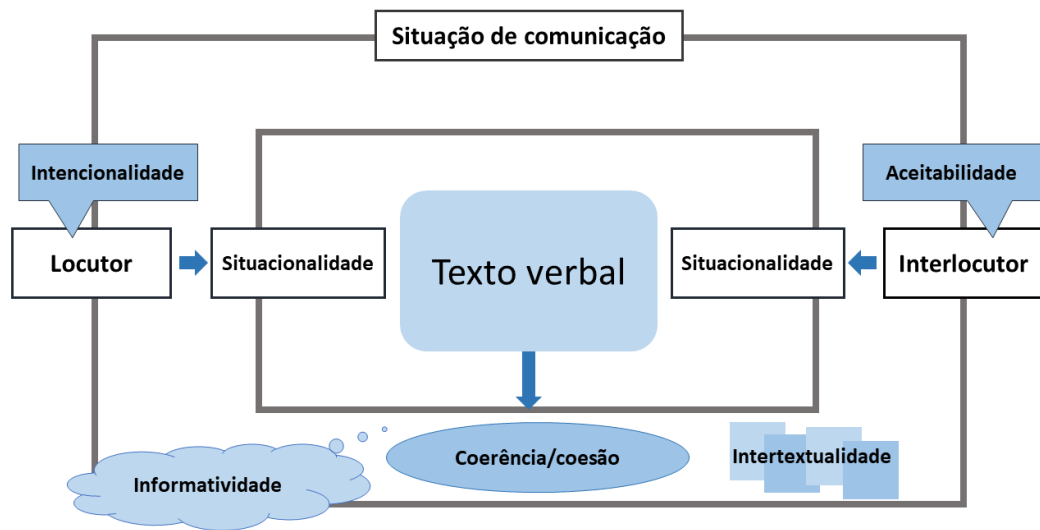 Situação de comunicação
Intencionalidade
Aceitabilidade
Locutor
Situacionalidade
Texto verbal
Situacionalidade
Interlocutor
Informatividade
Coerência/coesão
Intertextualidade